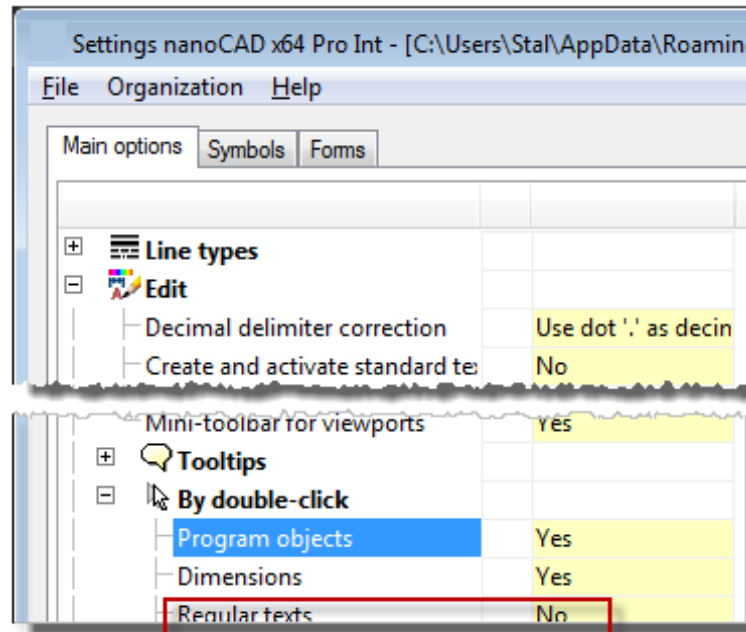 Settings nanoCAD x64 Pro Int - [C:\Users\Stal\AppData\Roamin
File Organization Help
Main options Symbols Forms
Line types
Edit
Decimal delimiter correction Use dot '.' as decin
Create and activate standard te No
Mini-toolbar for viewports Yes
Tooltips
By double-click
Program objects Yes
Dimensions Yes
Regular texts No